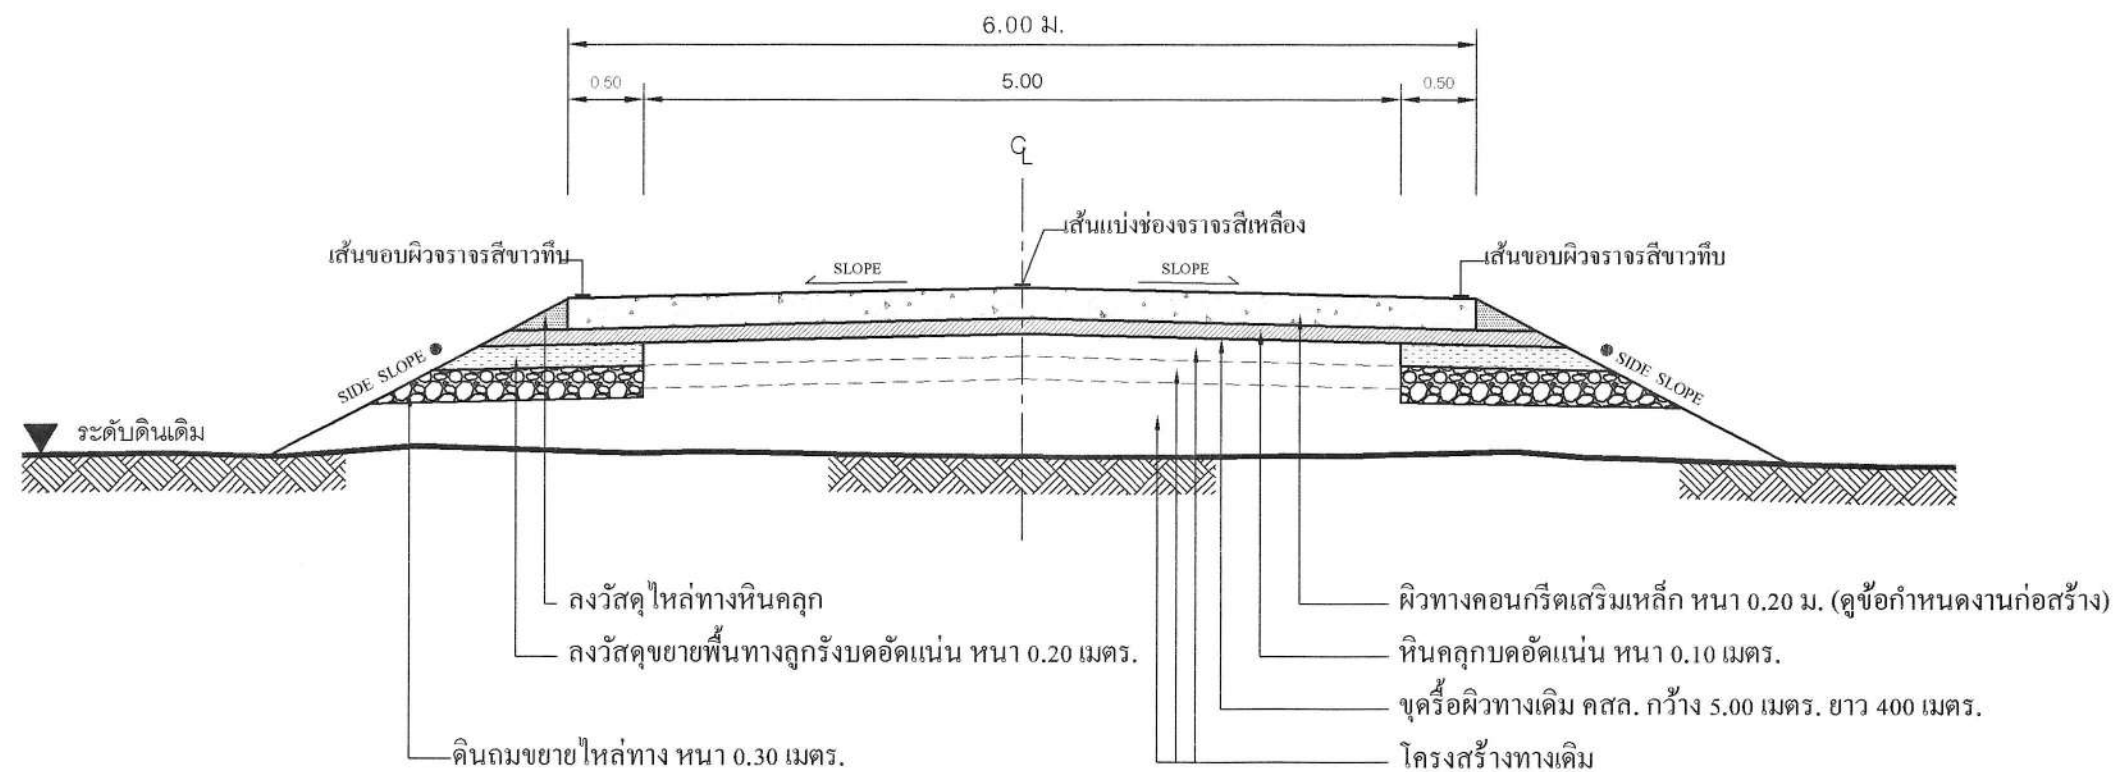 6.00 ม.
0.50 5.00 0.50
CL
เส้นแบ่งช่องจราจรสีเหลือง
เส้นขอบผิวจราจรสีขาวทึบ
เส้นขอบผิวจราจรสีขาวทึบ
SLOPE SLOPE
SIDE SLOPE
SIDE SLOPE
ระดับดินเดิม
ลงวัสดุไหล่ทางหินคลุก
ลงวัสดุขยายพื้นทางลูกรังบดอัดแน่น หนา 0.20 เมตร.
ดินถมขยายไหล่ทาง หนา 0.30 เมตร.
ผิวทางคอนกรีตเสริมเหล็ก หนา 0.20 ม. (ดูข้อกำหนดงานก่อสร้าง)
หินคลุกบดอัดแน่น หนา 0.10 เมตร.
ขุดรื้อผิวทางเดิม คสล. กว้าง 5.00 เมตร. ยาว 400 เมตร.
โครงสร้างทางเดิม